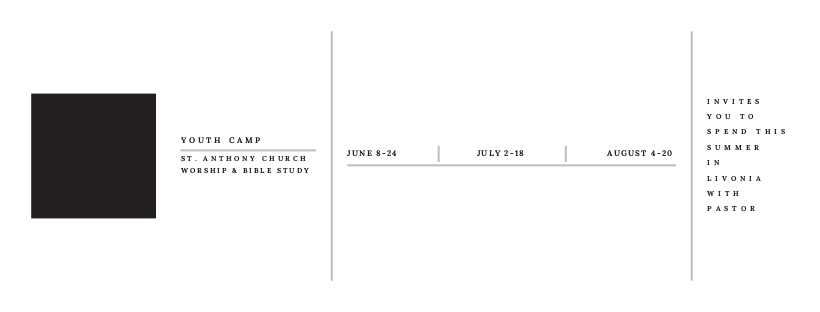 YOUTH CAMP
ST. ANTHONY CHURCH
WORSHIP & BIBLE STUDY
JUNE 8-24
JULY 2-18
AUGUST 4-20
INVITES
YOU TO
SPEND THIS
SUMMER
IN
LIVONIA
WITH
PASTOR